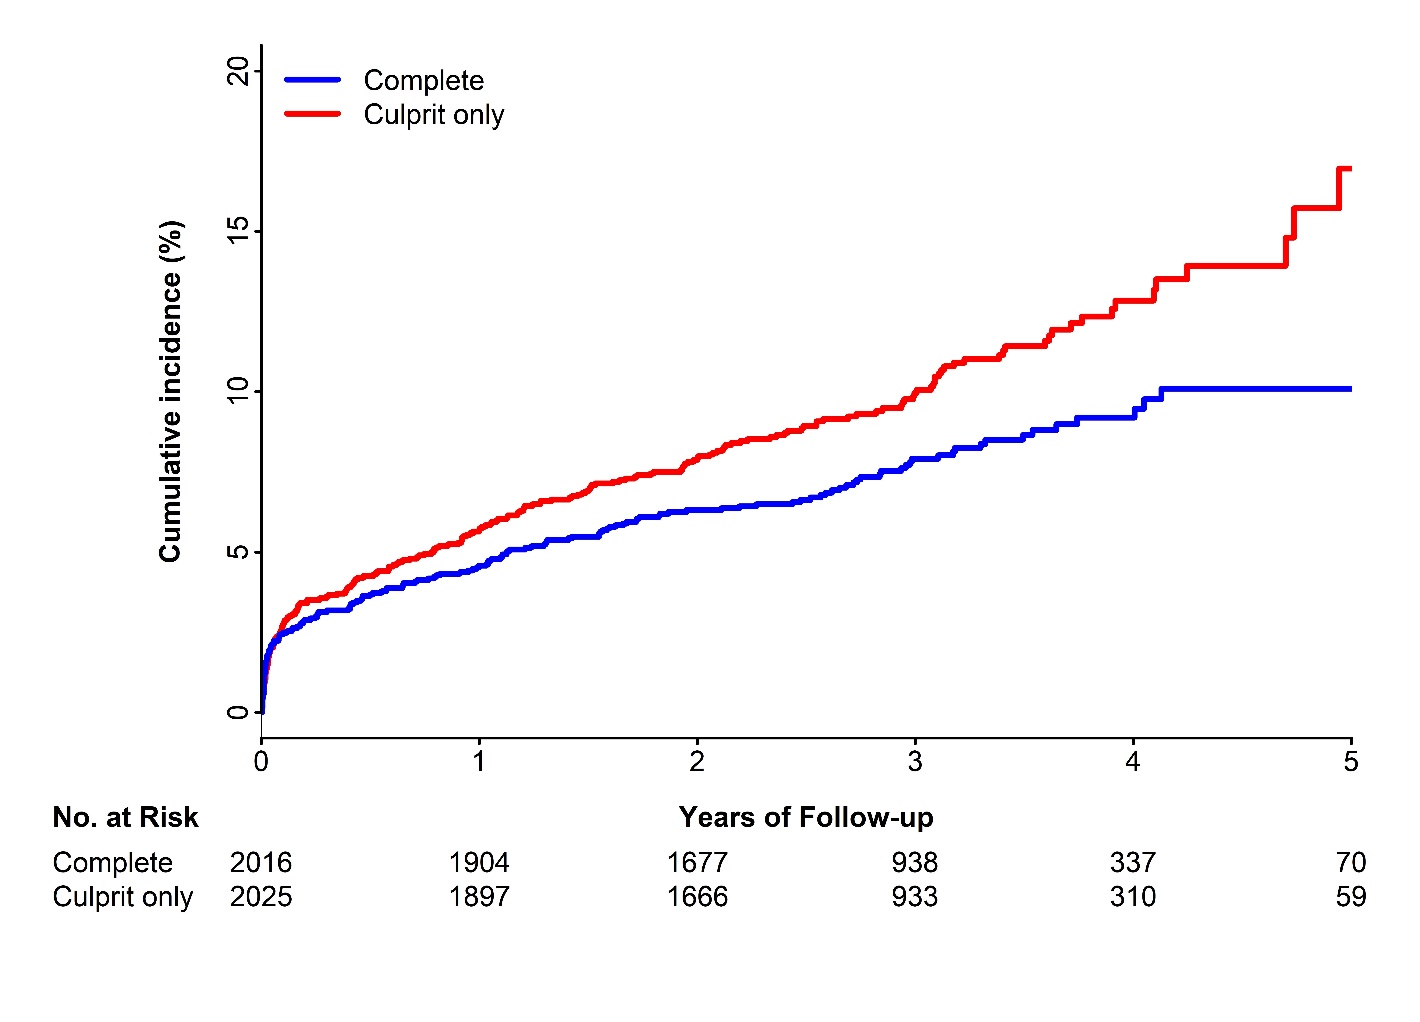 20
15
10
5
0
Cumulative incidence (%)
Complete
Culprit only
0 1 2 3 4 5
No. at Risk Years of Follow-up
Complete 2016 1904 1677 938 337 70
Culprit only 2025 1897 1666 933 310 59